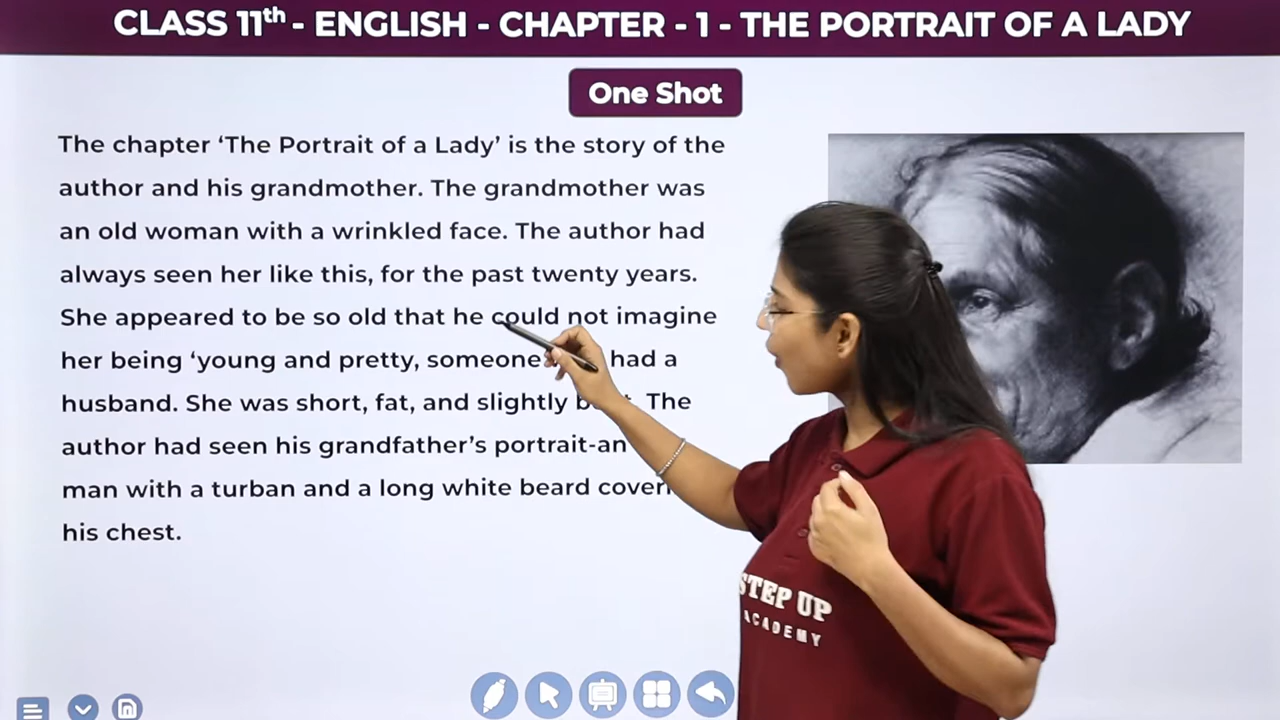 CLASS 11th - ENGLISH - CHAPTER - 1 - THE PORTRAIT OF A LADY
One Shot
The chapter ‘The Portrait of a Lady’ is the story of the
author and his grandmother. The grandmother was
an old woman with a wrinkled face. The author had
always seen her like this, for the past twenty years.
She appeared to be so old that he could not imagine
her being ‘young and pretty, someone had a
husband. She was short, fat, and slightly The
author had seen his grandfather’s portrait-an
man with a turban and a long white beard
his chest.
STEP UP
ACADEMY